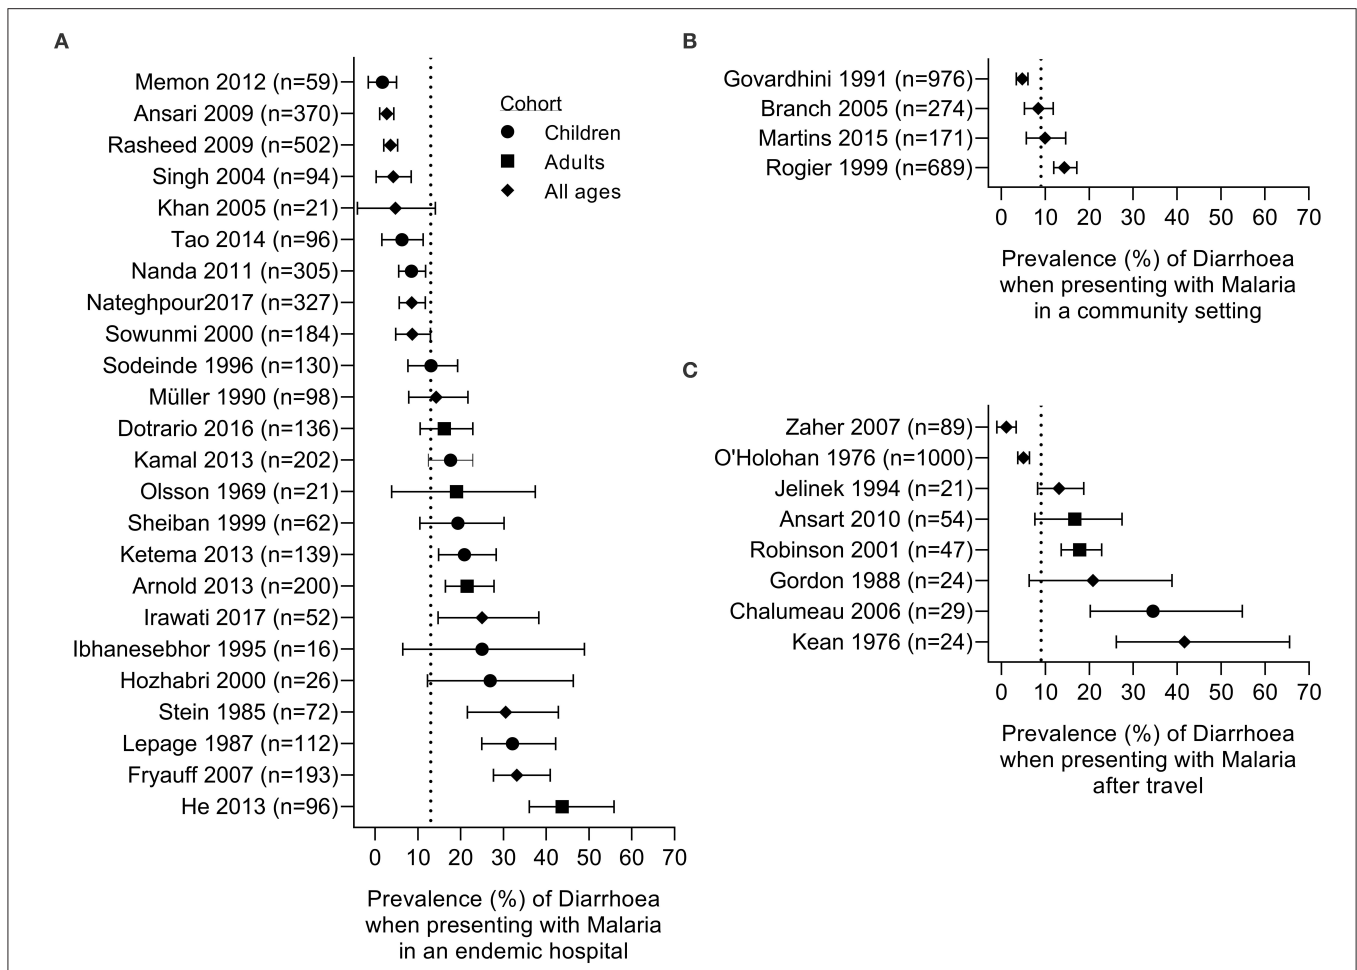 A
Memon 2012 (n=59)
Ansari 2009 (n=370)
Rasheed 2009 (n=502)
Singh 2004 (n=94)
Khan 2005 (n=21)
Tao 2014 (n=96)
Nanda 2011 (n=305)
Nateghpour2017 (n=327)
Sowunmi 2000 (n=184)
Sodeinde 1996 (n=130)
Müller 1990 (n=98)
Dotrario 2016 (n=136)
Kamal 2013 (n=202)
Olsson 1969 (n=21)
Sheiban 1999 (n=62)
Ketema 2013 (n=139)
Arnold 2013 (n=200)
Irawati 2017 (n=52)
Ibhanesebhor 1995 (n=16)
Hozhabri 2000 (n=26)
Stein 1985 (n=72)
Lepage 1987 (n=112)
Fryauff 2007 (n=193)
He 2013 (n=96)
0 10 20 30 40 50 60 70
Prevalence (%) of Diarrhoea
when presenting with Malaria
in an endemic hospital
Cohort
Children
Adults
All ages
B
Govardhini 1991 (n=976)
Branch 2005 (n=274)
Martins 2015 (n=171)
Rogier 1999 (n=689)
0 10 20 30 40 50 60 70
Prevalence (%) of Diarrhoea
when presenting with Malaria
in a community setting
C
Zaher 2007 (n=89)
O'Holohan 1976 (n=1000)
Jelinek 1994 (n=21)
Ansart 2010 (n=54)
Robinson 2001 (n=47)
Gordon 1988 (n=24)
Chalumeau 2006 (n=29)
Kean 1976 (n=24)
0 10 20 30 40 50 60 70
Prevalence (%) of Diarrhoea
when presenting with Malaria
after travel